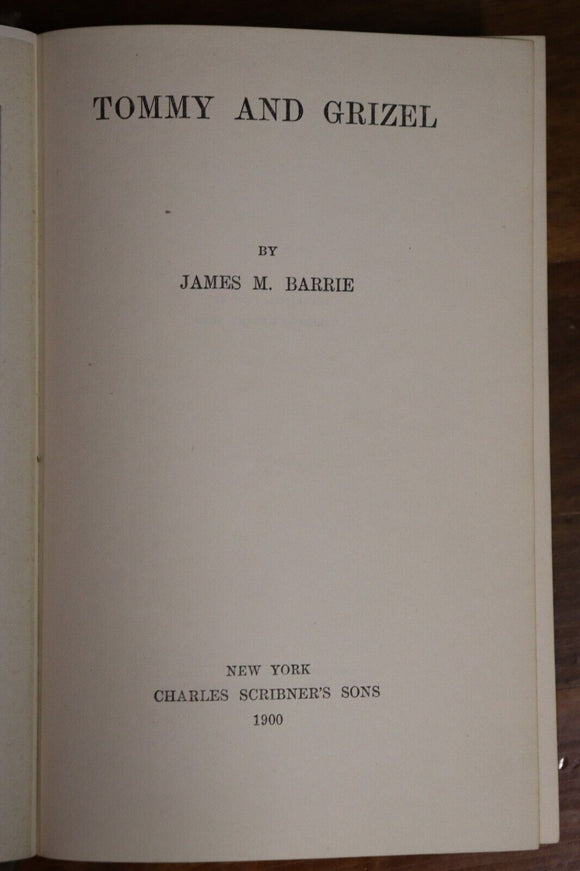 TOMMY AND GRIZEL
BY
JAMES M. BARRIE
NEW YORK
CHARLES SCRIBNER'S SONS
1900